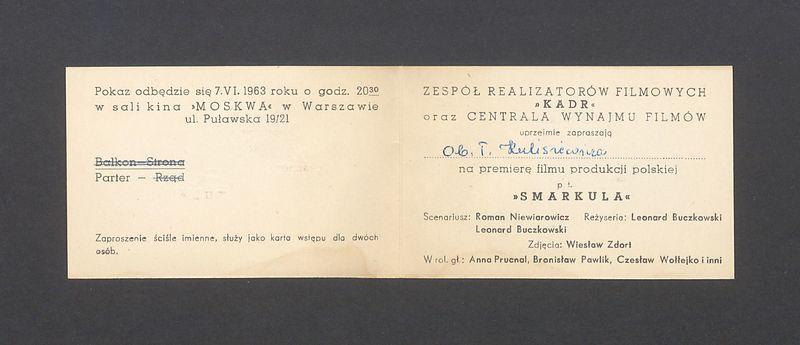 Pokaz odbędzie się 7.VI.1963 roku o godz. 20³⁰
w sali kina »MOSKWA« w Warszawie
ul. Puławska 19/21
Balkon—Strona
Parter — Rząd
Zaproszenie ściśle imienne, służy jako karta wstępu dla dwóch
osób.
ZESPÓŁ REALIZATORÓW FILMOWYCH
»KADR«
oraz CENTRALA WYNAJMU FILMÓW
uprzejmie zapraszają
Ob. T. Kulisiewicza
na premierę filmu produkcji polskiej
p t.
»SMARKULA«
Scenariusz: Roman Niewiarowicz Reżyseria: Leonard Buczkowski
Leonard Buczkowski
Zdjęcia: Wiesław Zdort
W rol. gł.: Anna Prucnal, Bronisław Pawlik, Czesław Wołłejko i inni